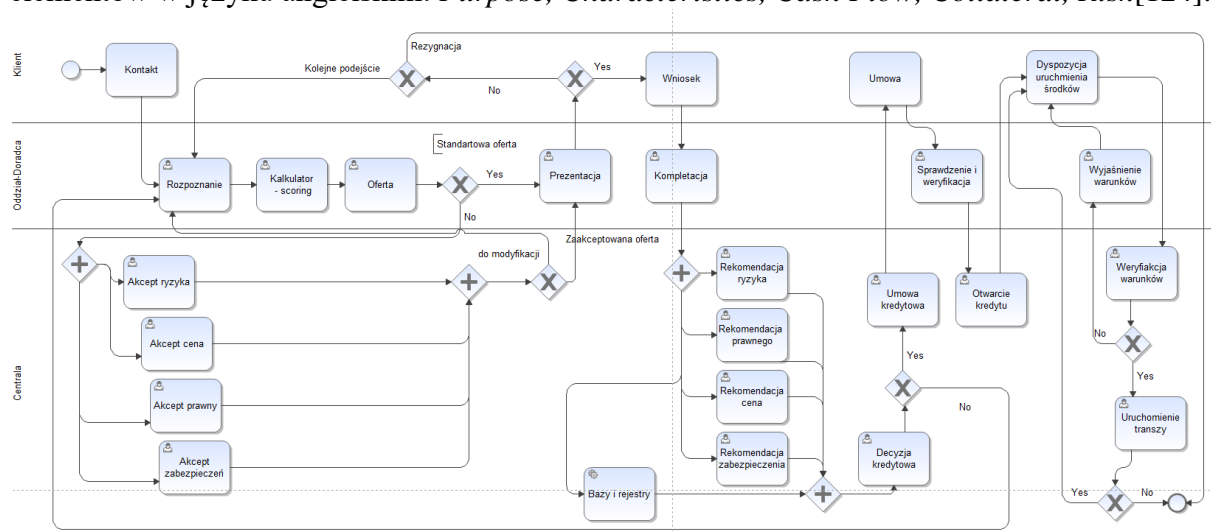 elementów w języku angielskim: Purpose, Characteristics, Cash Flow, Collateral, Risk[124].
Klient
Kontakt
Rezygnacja
Kolejne podejście
No
Yes
Wniosek
Umowa
Dyspozycja
uruchmienia
środków
Oddział-Doradca
Rozpoznanie
Kalkulator
- scoring
Oferta
Standartowa oferta
Yes
No
Prezentacja
Kompletacja
Sprawdzenie i
weryfikacja
Wyjaśnienie
warunków
Centrala
do modyfikacji
Zaakceptowana oferta
Akcept ryzyka
Akcept cena
Akcept prawny
Akcept
zabezpieczeń
Rekomendacja
ryzyka
Rekomendacja
prawnego
Rekomendacja
cena
Rekomendacja
zabezpieczenia
Bazy i rejestry
Umowa
kredytowa
Yes
No
Decyzja
kredytowa
Otwarcie
kredytu
Weryfiakcja
warunków
No
Yes
Uruchomienie
transzy
Yes
No